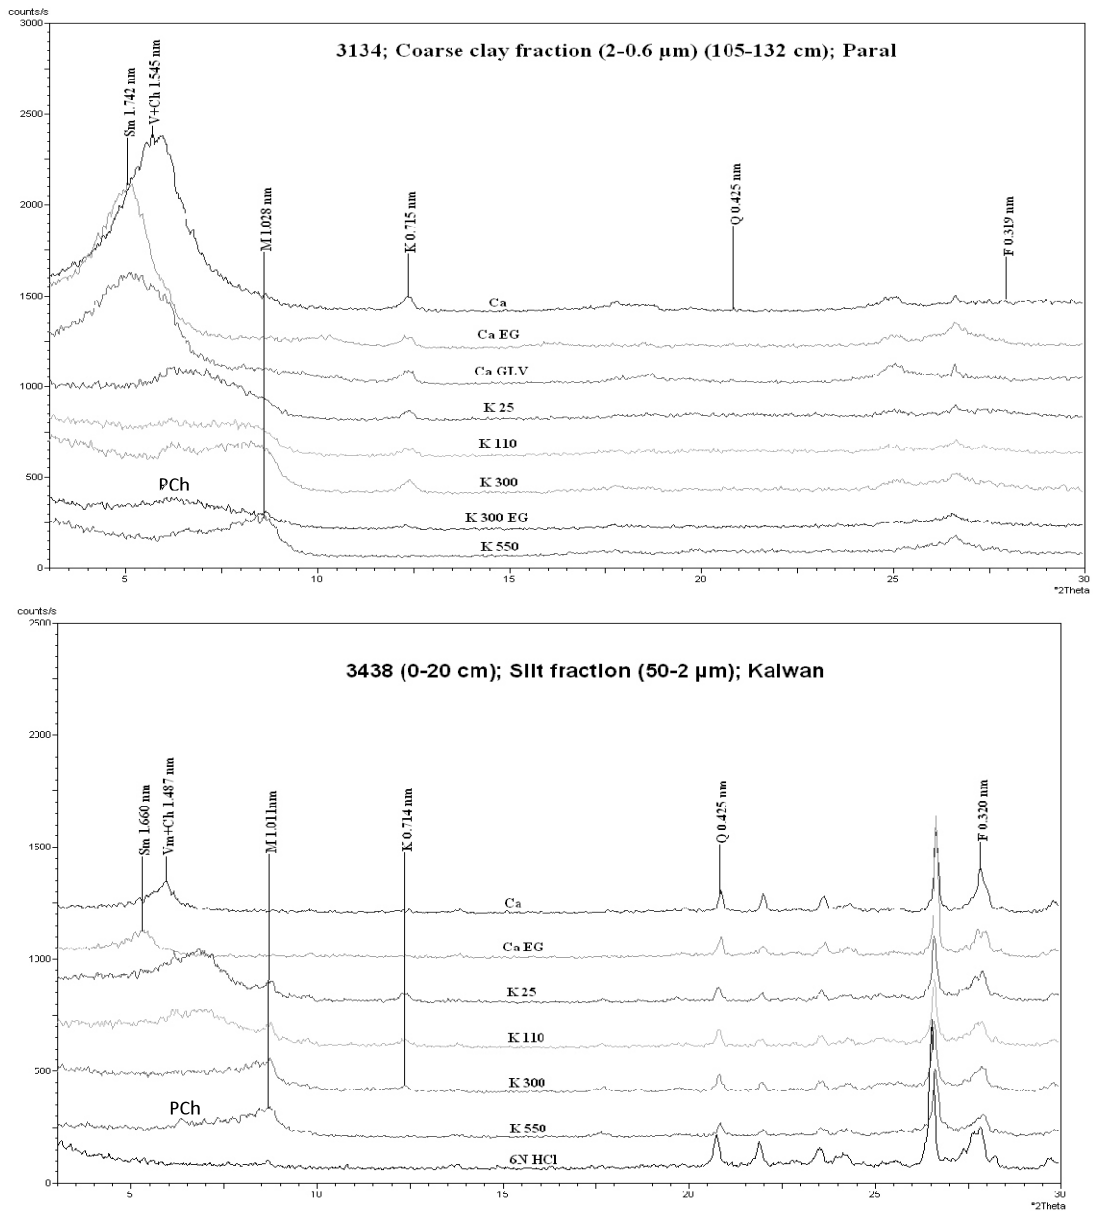 counts/s
3000
3134; Coarse clay fraction (2-0.6 µm) (105-132 cm); Paral
Sm 1.742 nm
V+Ch 1.545 nm
M 1.028 nm
K 0.715 nm
Q 0.425 nm
F 0.319 nm
2500
2000
1500
Ca
Ca EG
Ca GLV
1000
K 25
K 110
500
K 300
PCh
K 300 EG
K 550
0
5 10 15 20 25 30
°2Theta
counts/s
2500
3438 (0-20 cm); Silt fraction (50-2 µm); Kalwan
2000
Sm 1.660 nm
Vm+Ch 1.487 nm
M 1.011nm
K 0.714 nm
Q 0.425 nm
F 0.320 nm
1500
Ca
Ca EG
1000
K 25
K 110
500
K 300
PCh
K 550
6N HCl
0
5 10 15 20 25 30
°2Theta